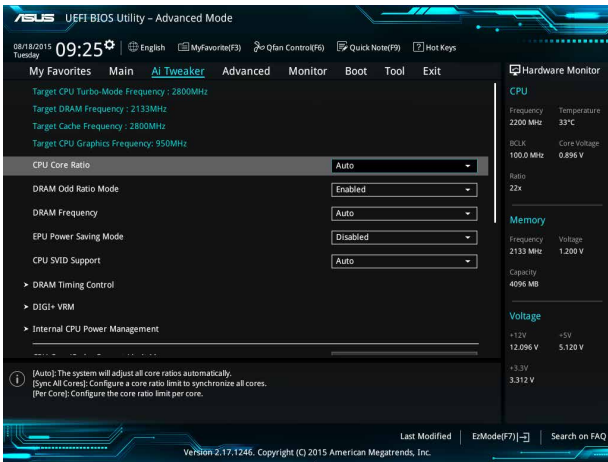 ASUS UEFI BIOS Utility – Advanced Mode
08/18/2015 Tuesday 09:25 English MyFavorite(F3) Qfan Control(F6) Quick Note(F9) ? Hot Keys
My Favorites Main Ai Tweaker Advanced Monitor Boot Tool Exit
Target CPU Turbo-Mode Frequency : 2800MHz
Target DRAM Frequency : 2133MHz
Target Cache Frequency : 2800MHz
Target CPU Graphics Frequency: 950MHz
CPU Core Ratio Auto
DRAM Odd Ratio Mode Enabled
DRAM Frequency Auto
EPU Power Saving Mode Disabled
CPU SVID Support Auto
> DRAM Timing Control
> DIGI+ VRM
> Internal CPU Power Management
[Auto]: The system will adjust all core ratios automatically.
[Sync All Cores]: Configure a core ratio limit to synchronize all cores.
[Per Core]: Configure the core ratio limit per core.
Hardware Monitor
CPU
Frequency Temperature
2200 MHz 33°C
BCLK Core Voltage
100.0 MHz 0.896 V
Ratio
22x
Memory
Frequency Voltage
2133 MHz 1.200 V
Capacity
4096 MB
Voltage
+12V +5V
12.096 V 5.120 V
+3.3V
3.312 V
Last Modified EzMode(F7) Search on FAQ
Version 2.17.1246. Copyright (C) 2015 American Megatrends, Inc.